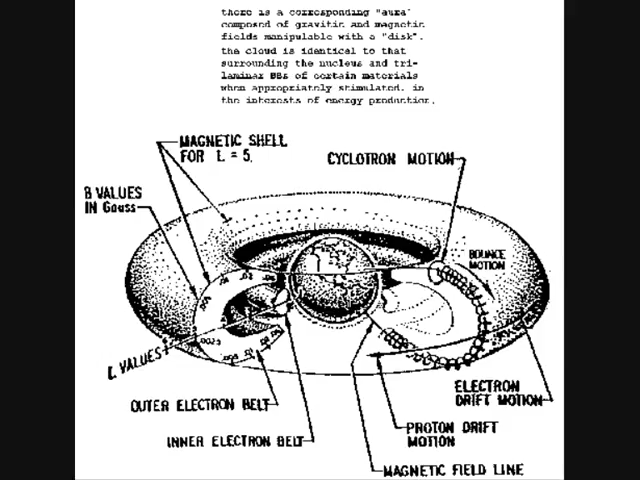 there is a corresponding "aura"
composed of gravitic and magnetic
fields manipulable with a "disk".
the cloud is identical to that
surrounding the nucleus and tri-
laminar BBs of certain materials
when appropriately stimulated. in
the interests of energy production.
MAGNETIC SHELL
FOR L = 5.
CYCLOTRON MOTION
B VALUES
IN Gauss
BOUNCE
MOTION
L VALUES
ELECTRON
DRIFT MOTION
OUTER ELECTRON BELT
PROTON DRIFT
MOTION
INNER ELECTRON BELT
MAGNETIC FIELD LINE